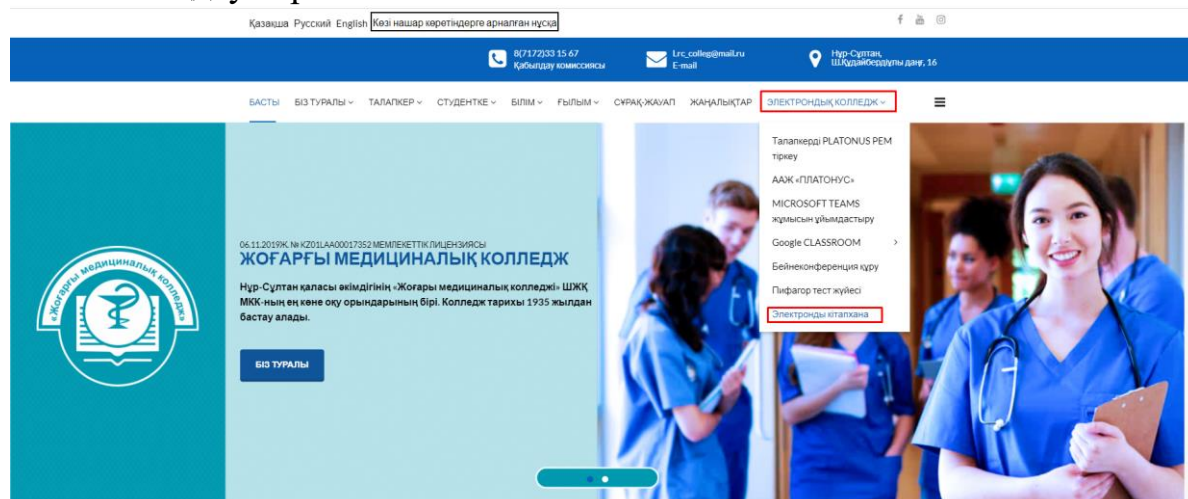 Қазақша Русский English Көзі нашар көретіндерге арналған нұсқа
8(7172)33 15 67
Қабылдау комиссиясы
Lrc_colleg@mail.ru
E-mail
Нұр-Сұлтан,
Ш.Құдайбердіұлы даңғ, 16
БАСТЫ БІЗ ТУРАЛЫ ТАЛАПКЕР СТУДЕНТКЕ БІЛІМ ҒЫЛЫМ СҰРАҚ-ЖАУАП ЖАҢАЛЫҚТАР ЭЛЕКТРОНДЫҚ КОЛЛЕДЖ
Талапкерді PLATONUS РЕМ
тіркеу
ААЖ «ПЛАТОНУС»
MICROSOFT TEAMS
жұмысын ұйымдастыру
Google CLASSROOM
Бейнеконференция құру
Пифагор тест жүйесі
Электронды кітапхана
«Жоғарғы медициналық колледж»
06.11.2019Ж. № KZ01LAA00017352 МЕМЛЕКЕТТІК ЛИЦЕНЗИЯСЫ
ЖОҒАРҒЫ МЕДИЦИНАЛЫҚ КОЛЛЕДЖ
Нұр-Сұлтан қаласы әкімдігінің «Жоғары медициналық колледжі» ШЖҚ
МКК-ның ең көне оқу орындарының бірі. Колледж тарихы 1935 жылдан
бастау алады.
БІЗ ТУРАЛЫ